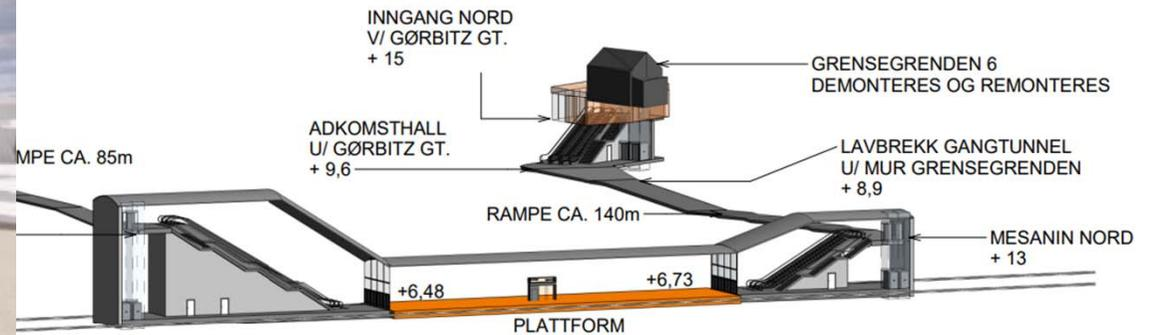 INNGANG NORD
V/ GØRBITZ GT.
+ 15
GRENSEGRENDEN 6
DEMONTERES OG REMONTERES
ADKOMSTHALL
U/ GØRBITZ GT.
+ 9,6
MPE CA. 85m
LAVBREKK GANGTUNNEL
U/ MUR GRENSEGRENDEN
+ 8,9
RAMPE CA. 140m
MESANIN NORD
+ 13
+6,48
+6,73
PLATTFORM